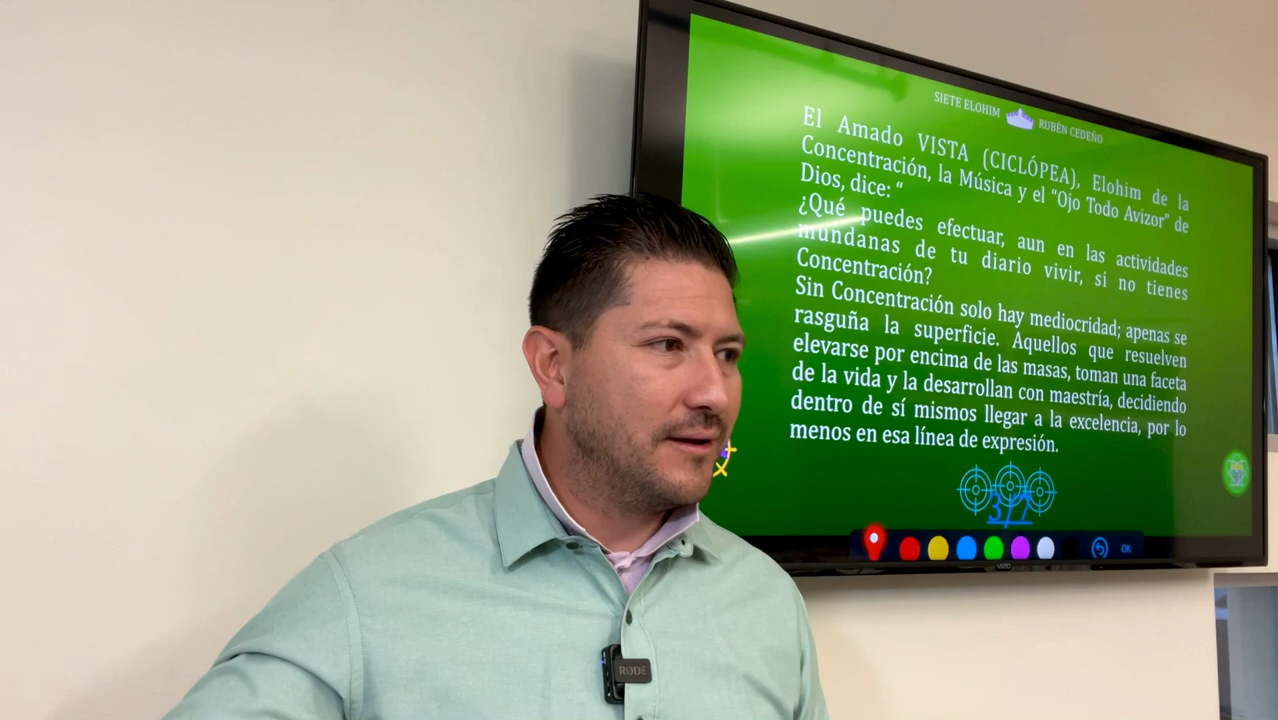 SIETE ELOHIM RUBÉN CEDEÑO
El Amado VISTA (CICLÓPEA), Elohim de la
Concentración, la Música y el “Ojo Todo Avizor” de
Dios, dice: “
¿Qué puedes efectuar, aun en las actividades
mundanas de tu diario vivir, si no tienes
Concentración?
Sin Concentración solo hay mediocridad; apenas se
rasguña la superficie. Aquellos que resuelven
elevarse por encima de las masas, toman una faceta
de la vida y la desarrollan con maestría, decidiendo
dentro de sí mismos llegar a la excelencia, por lo
menos en esa línea de expresión.
377
OK
VIZIO
RØDE